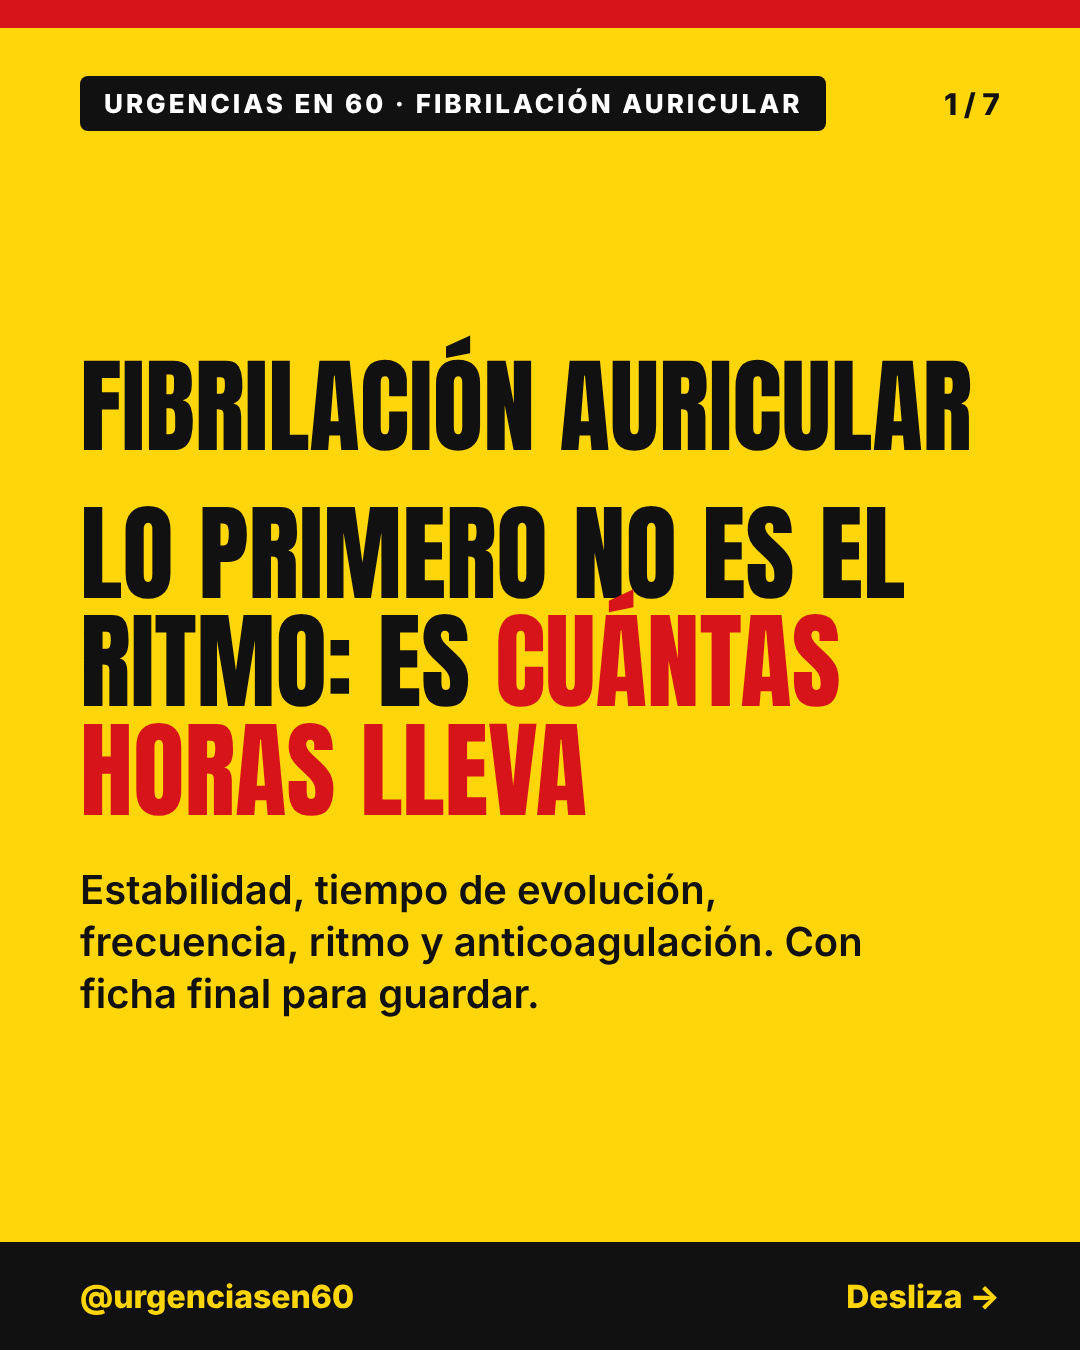 URGENCIAS EN 60 · FIBRILACIÓN AURICULAR
1/7
FIBRILACIÓN AURICULAR
LO PRIMERO NO ES EL
RITMO: ES CUÁNTAS
HORAS LLEVA
Estabilidad, tiempo de evolución,
frecuencia, ritmo y anticoagulación. Con
ficha final para guardar.
@urgenciasen60
Desliza →